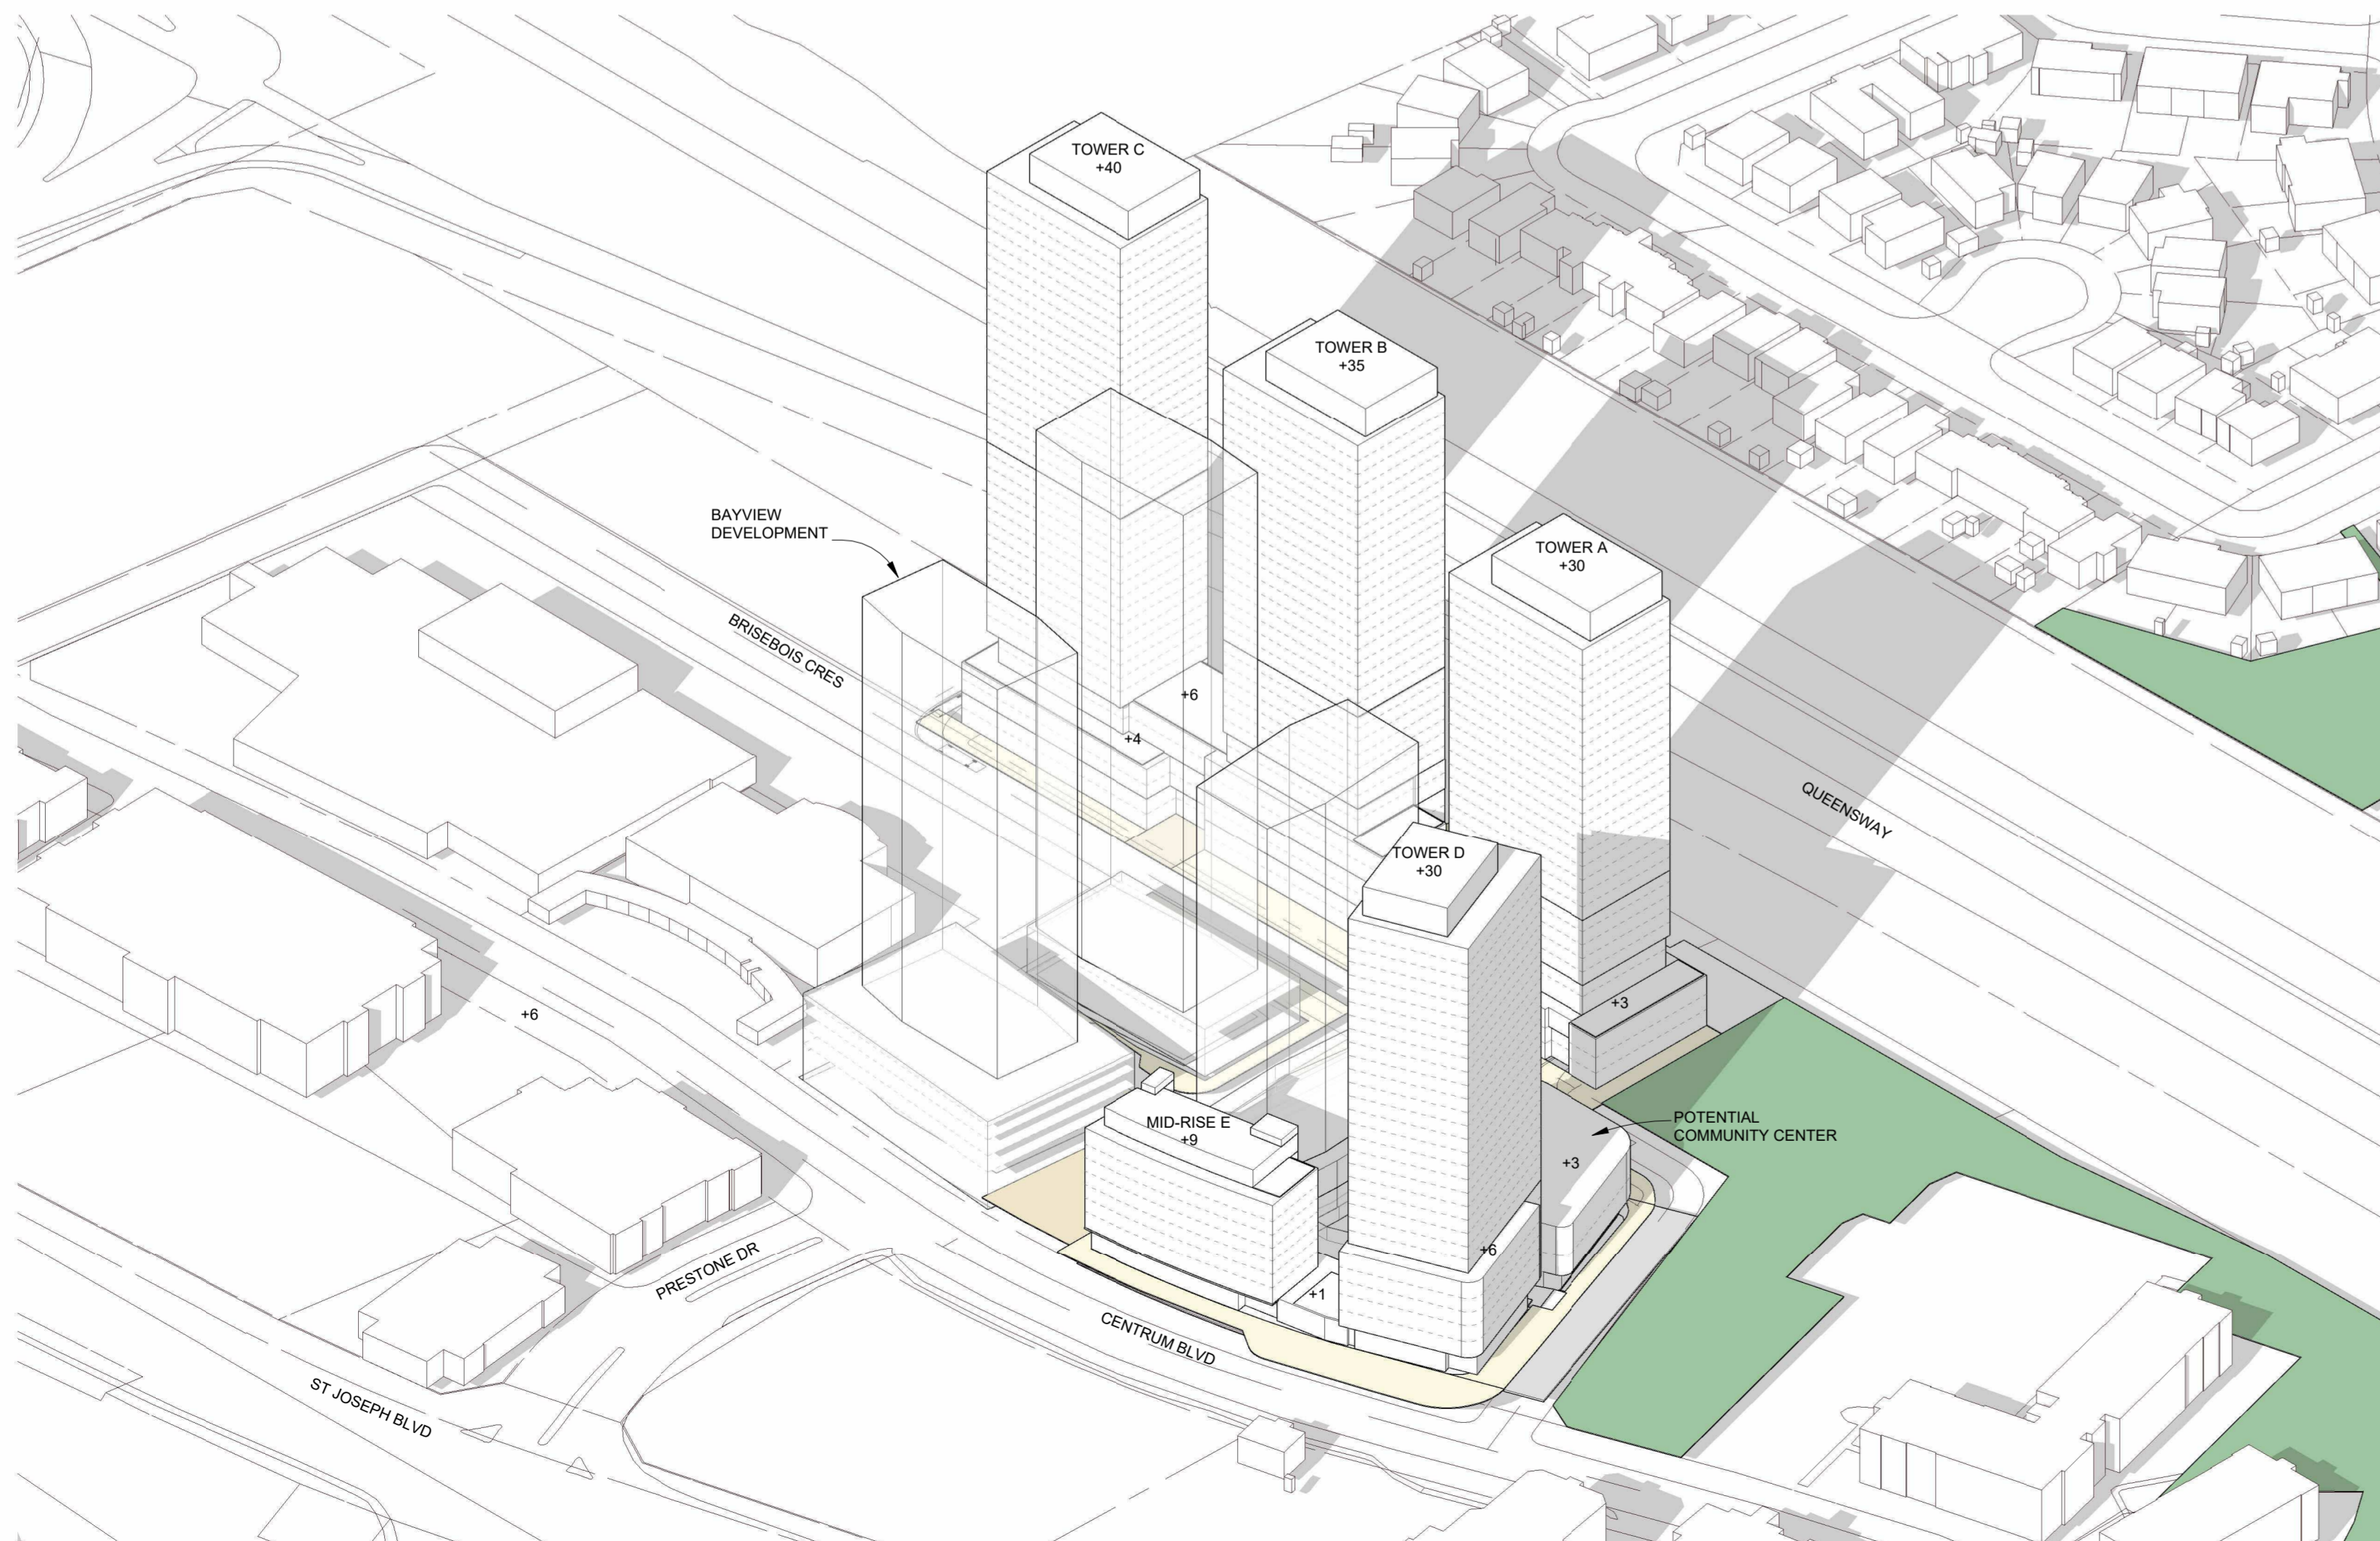 TOWER C
+40
TOWER B
+35
BAYVIEW
DEVELOPMENT
TOWER A
+30
BRISEBOIS CRES
+6
+4
QUEENSWAY
TOWER D
+30
+3
+6
MID-RISE E
+9
POTENTIAL
COMMUNITY CENTER
+3
+6
PRESTONE DR
+1
CENTRUM BLVD
ST JOSEPH BLVD